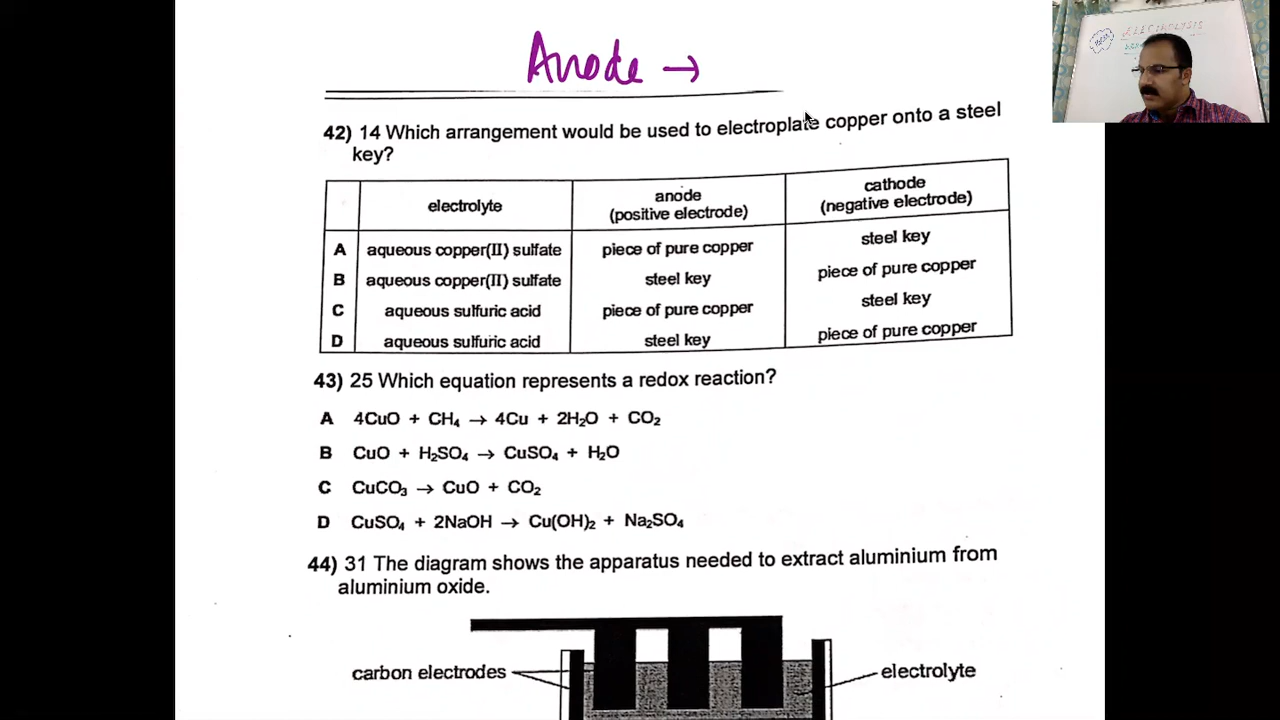 Anode →
42) 14 Which arrangement would be used to electroplate copper onto a steel
key?
electrolyte
anode
(positive electrode)
cathode
(negative electrode)
A aqueous copper(II) sulfate piece of pure copper steel key
B aqueous copper(II) sulfate steel key piece of pure copper
C aqueous sulfuric acid piece of pure copper steel key
D aqueous sulfuric acid steel key piece of pure copper
43) 25 Which equation represents a redox reaction?
A 4CuO + CH₄ → 4Cu + 2H₂O + CO₂
B CuO + H₂SO₄ → CuSO₄ + H₂O
C CuCO₃ → CuO + CO₂
D CuSO₄ + 2NaOH → Cu(OH)₂ + Na₂SO₄
44) 31 The diagram shows the apparatus needed to extract aluminium from
aluminium oxide.
carbon electrodes
electrolyte
ELECTROLYSIS